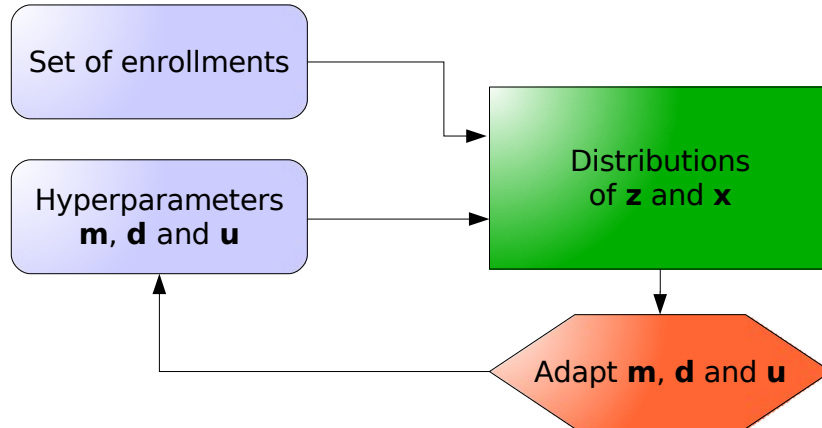 Set of enrollments
Hyperparameters
m, d and u
Distributions
of z and x
Adapt m, d and u